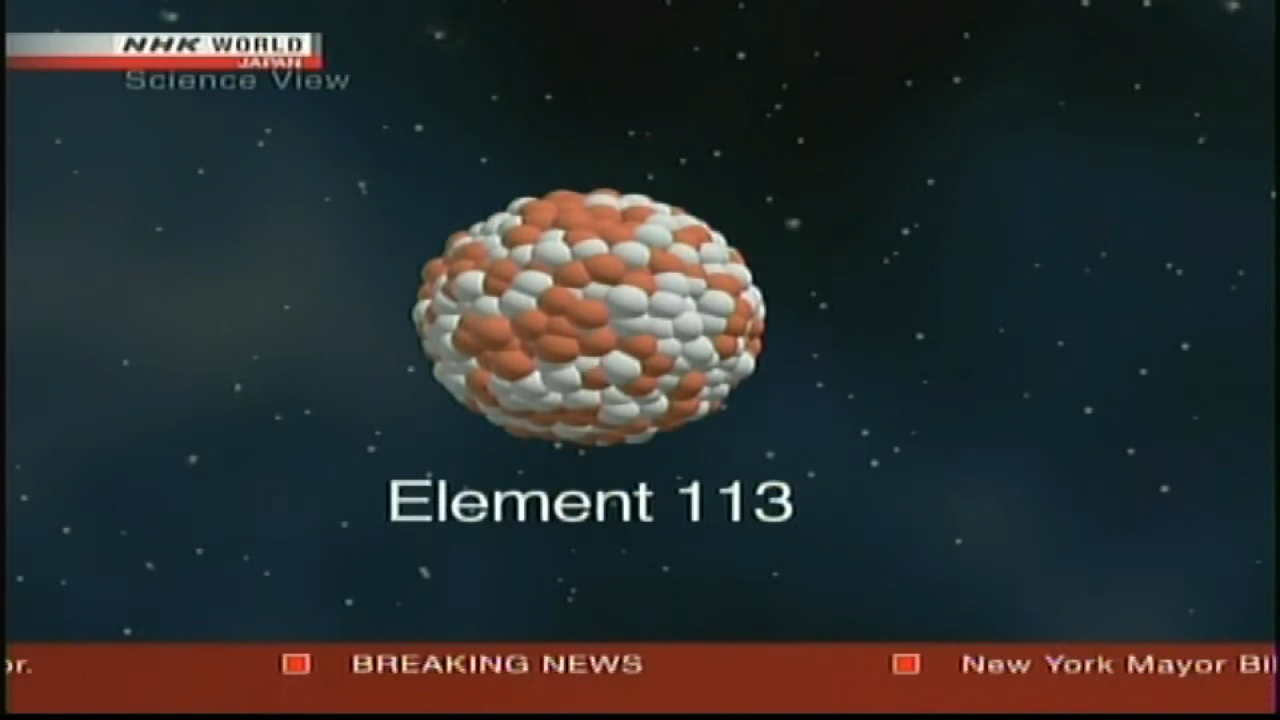 NHK WORLD
JAPAN
Science View
Element 113
BREAKING NEWS
New York Mayor